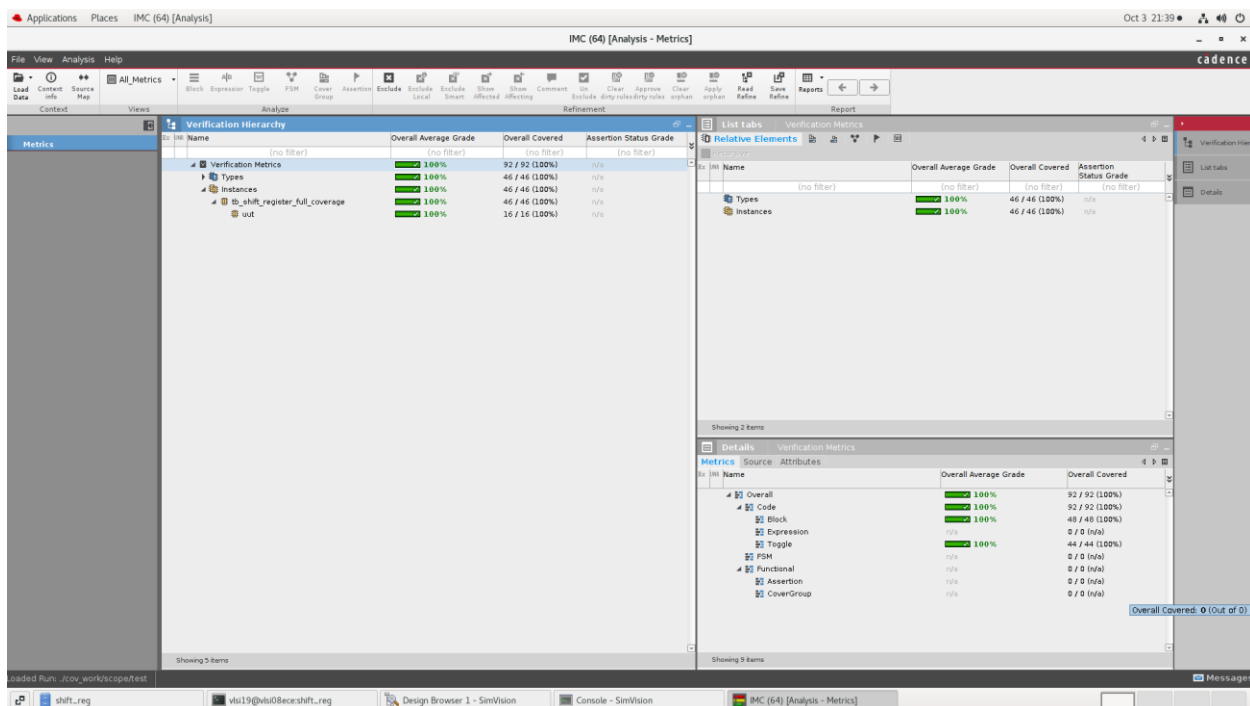 Applications Places IMC (64) [Analysis] Oct 3 21:39
IMC (64) [Analysis - Metrics]
File View Analysis Help cādence
Load Data Context info Source Map All_Metrics Block Expression Toggle FSM Cover Group Assertion Exclude Exclude Local Exclude Smart Show Affected Show Affecting Comment Un Exclude Clear dirty rules Approve dirty rules Clear orphan Apply orphan Read Refine Save Refine Reports
Context Views Analyze Refinement Report
Metrics
Verification Hierarchy
Ex UNR Name Overall Average Grade Overall Covered Assertion Status Grade
(no filter) (no filter) (no filter) (no filter)
Verification Metrics 100% 92 / 92 (100%) n/a
Types 100% 46 / 46 (100%) n/a
Instances 100% 46 / 46 (100%) n/a
tb_shift_register_full_coverage 100% 46 / 46 (100%) n/a
uut 100% 16 / 16 (100%) n/a
Showing 5 items
List tabs Verification Metrics
Relative Elements
Ex UNR Name Overall Average Grade Overall Covered Assertion Status Grade
(no filter) (no filter) (no filter) (no filter)
Types 100% 46 / 46 (100%) n/a
Instances 100% 46 / 46 (100%) n/a
Showing 2 items
Details Verification Metrics
Metrics Source Attributes
Ex UNR Name Overall Average Grade Overall Covered
Overall 100% 92 / 92 (100%)
Code 100% 92 / 92 (100%)
Block 100% 48 / 48 (100%)
Expression n/a 0 / 0 (n/a)
Toggle 100% 44 / 44 (100%)
FSM n/a 0 / 0 (n/a)
Functional n/a 0 / 0 (n/a)
Assertion n/a 0 / 0 (n/a)
CoverGroup n/a 0 / 0 (n/a)
Overall Covered: 0 (Out of 0)
Showing 9 items
Verification Hier
List tabs
Details
Loaded Run: ./cov_work/scope/test Messages
shift_reg vlsi19@vlsi08ece:shift_reg Design Browser 1 - SimVision Console - SimVision IMC (64) [Analysis - Metrics]